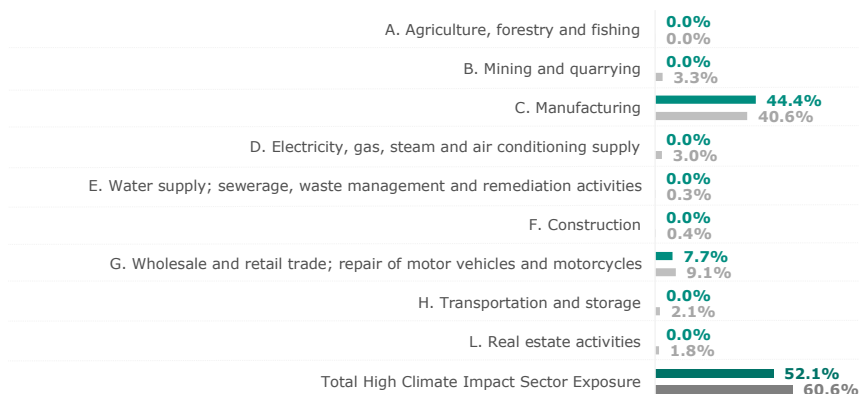 A. Agriculture, forestry and fishing 0.0%
0.0%
B. Mining and quarrying 0.0%
3.3%
C. Manufacturing 44.4%
40.6%
D. Electricity, gas, steam and air conditioning supply 0.0%
3.0%
E. Water supply; sewerage, waste management and remediation activities 0.0%
0.3%
F. Construction 0.0%
0.4%
G. Wholesale and retail trade; repair of motor vehicles and motorcycles 7.7%
9.1%
H. Transportation and storage 0.0%
2.1%
L. Real estate activities 0.0%
1.8%
Total High Climate Impact Sector Exposure 52.1%
60.6%